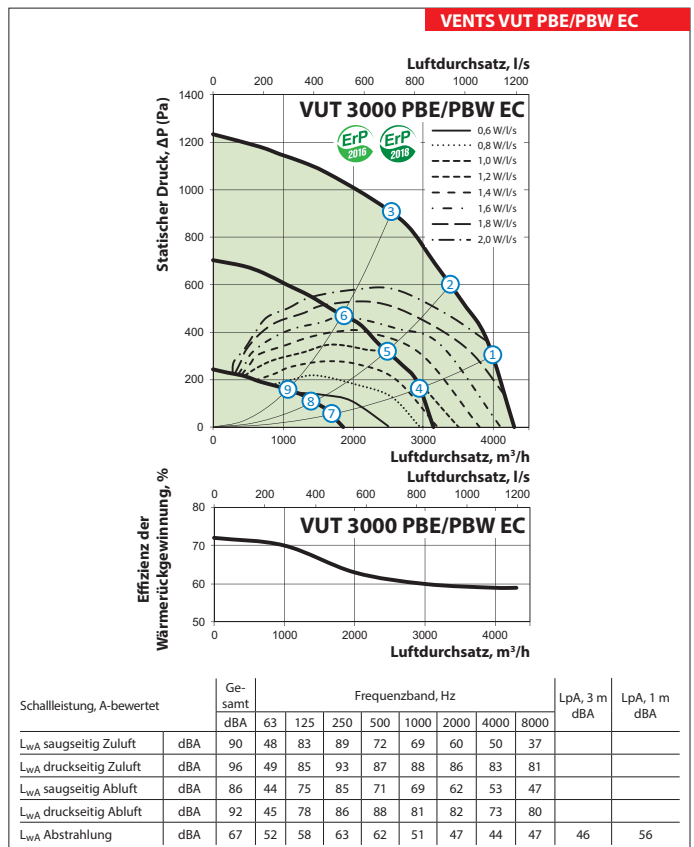 VENTS VUT PBE/PBW EC
Luftdurchsatz, l/s
0 200 400 600 800 1000 1200
Statischer Druck, ΔP (Pa)
1400
1200
1000
800
600
400
200
0
VUT 3000 PBE/PBW EC
ErP 2016
ErP 2018
0,6 W/l/s
0,8 W/l/s
1,0 W/l/s
1,2 W/l/s
1,4 W/l/s
1,6 W/l/s
1,8 W/l/s
2,0 W/l/s
3
2
6
5
1
9
8
7
4
0 1000 2000 3000 4000
Luftdurchsatz, m³/h
Luftdurchsatz, l/s
0 200 400 600 800 1000 1200
Effizienz der
Wärmerückgewinnung, %
80
70
60
50
VUT 3000 PBE/PBW EC
0 1000 2000 3000 4000
Luftdurchsatz, m³/h
Schallleistung, A-bewertet Ge-samt Frequenzband, Hz LpA, 3 m dBA LpA, 1 m dBA
dBA 63 125 250 500 1000 2000 4000 8000
LwA saugseitig Zuluft dBA 90 48 83 89 72 69 60 50 37
LwA druckseitig Zuluft dBA 96 49 85 93 87 88 86 83 81
LwA saugseitig Abluft dBA 86 44 75 85 71 69 62 53 47
LwA druckseitig Abluft dBA 92 45 78 86 88 81 82 73 80
LwA Abstrahlung dBA 67 52 58 63 62 51 47 44 47 46 56